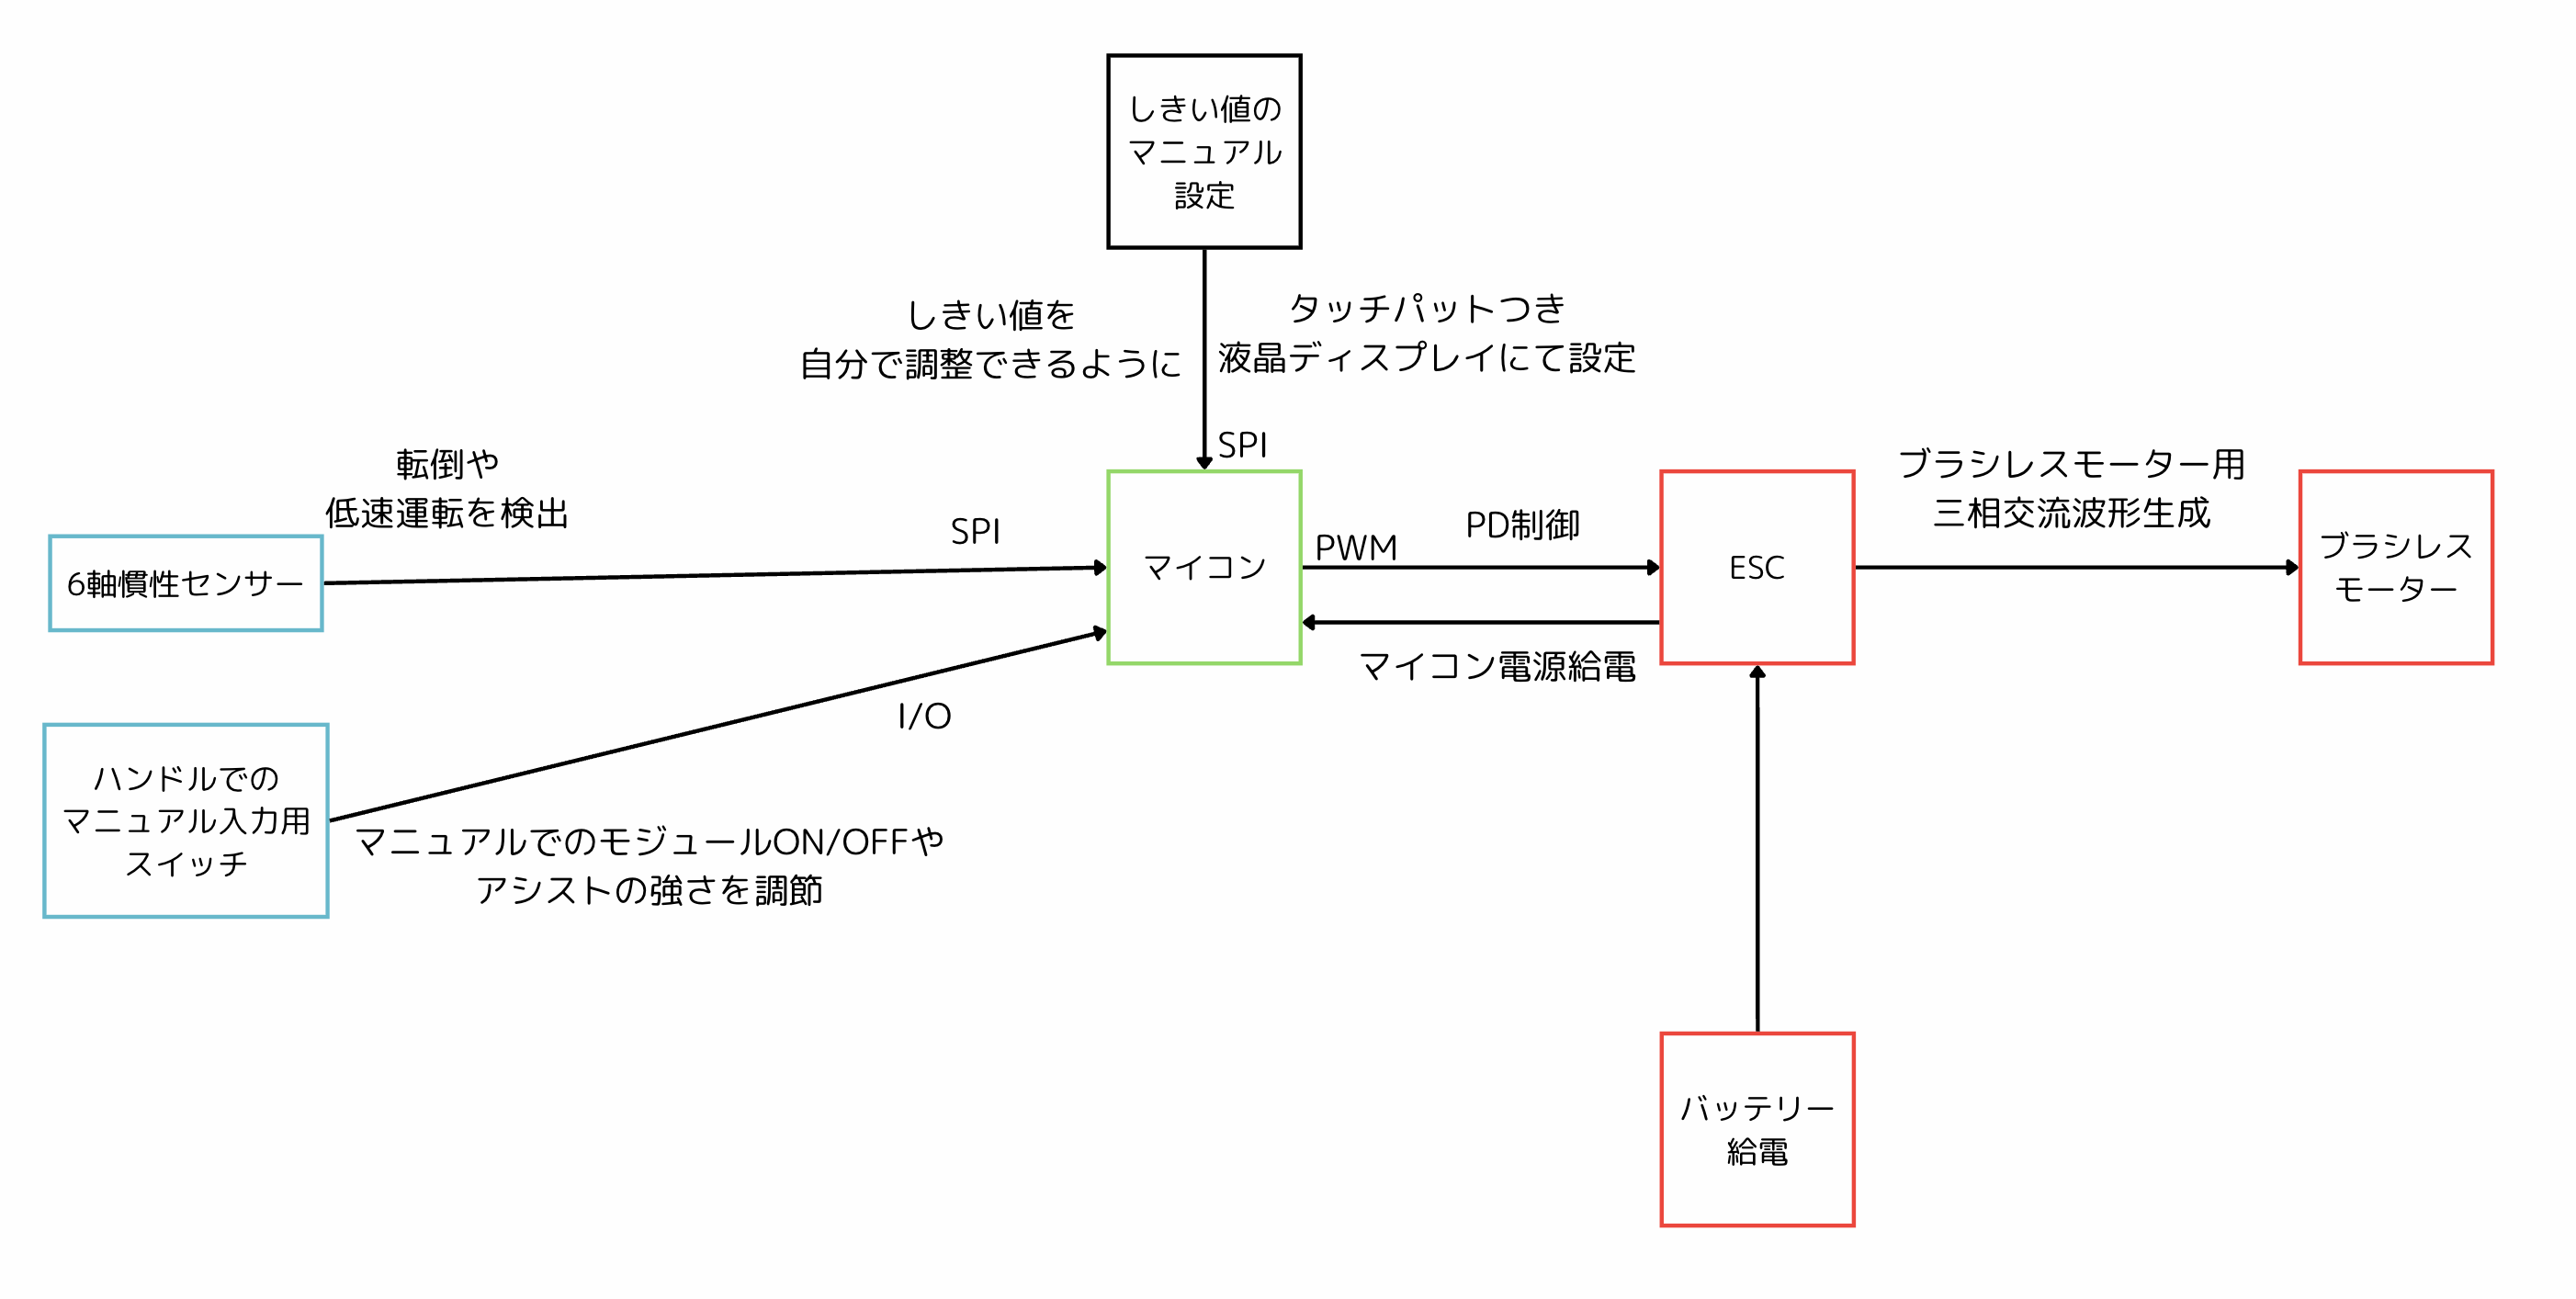 しきい値の
マニュアル
設定
しきい値を
自分で調整できるように
タッチパットつき
液晶ディスプレイにて設定
SPI
転倒や
低速運転を検出
SPI
6軸慣性センサー
マイコン
PWM
PD制御
ESC
ブラシレスモーター用
三相交流波形生成
ブラシレス
モーター
マイコン電源給電
I/O
ハンドルでの
マニュアル入力用
スイッチ
マニュアルでのモジュールON/OFFや
アシストの強さを調節
バッテリー
給電